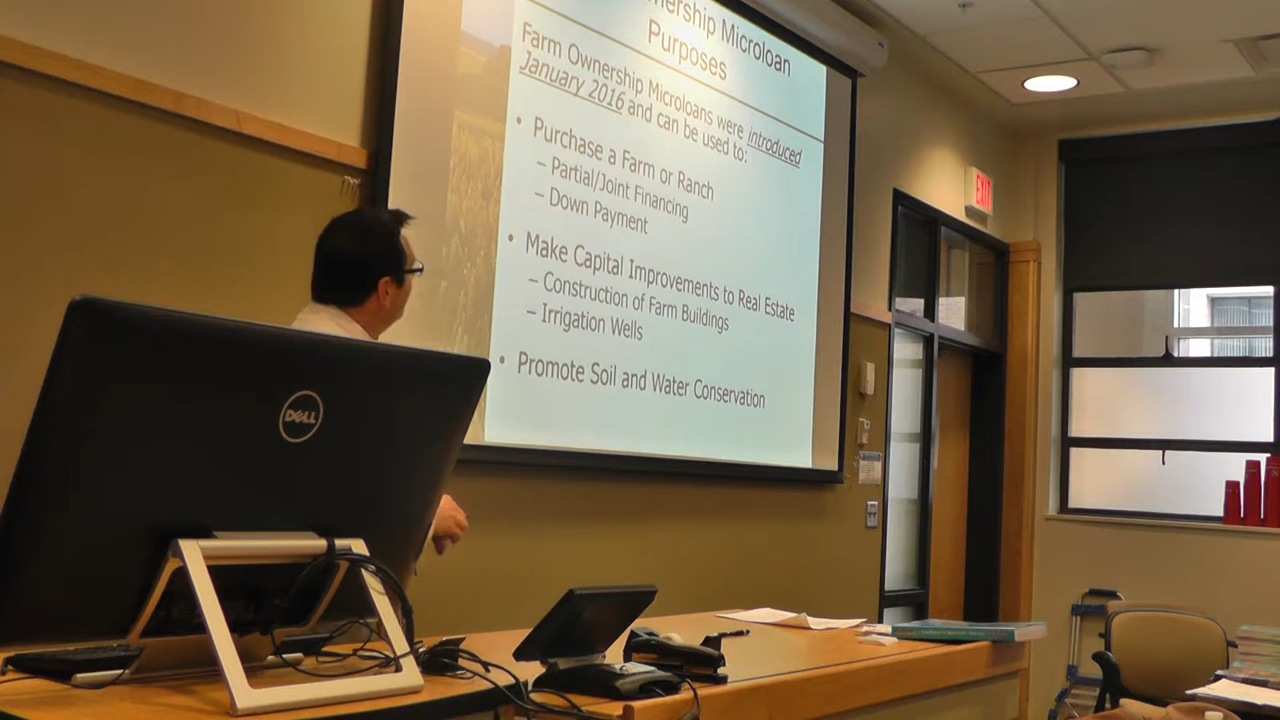 nership Microloan
Purposes
Farm Ownership Microloans were introduced
January 2016 and can be used to:
• Purchase a Farm or Ranch
– Partial/Joint Financing
– Down Payment
• Make Capital Improvements to Real Estate
– Construction of Farm Buildings
– Irrigation Wells
• Promote Soil and Water Conservation
EXIT
DELL